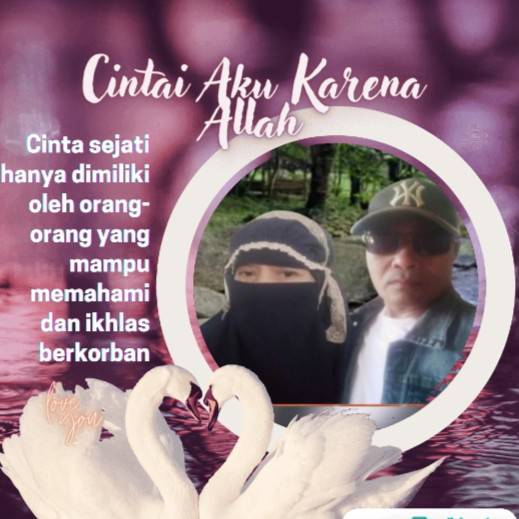 Cintai Aku Karena
Allah
Cinta sejati
hanya dimiliki
oleh orang-
orang yang
mampu
memahami
dan ikhlas
berkorban
love
you
NY